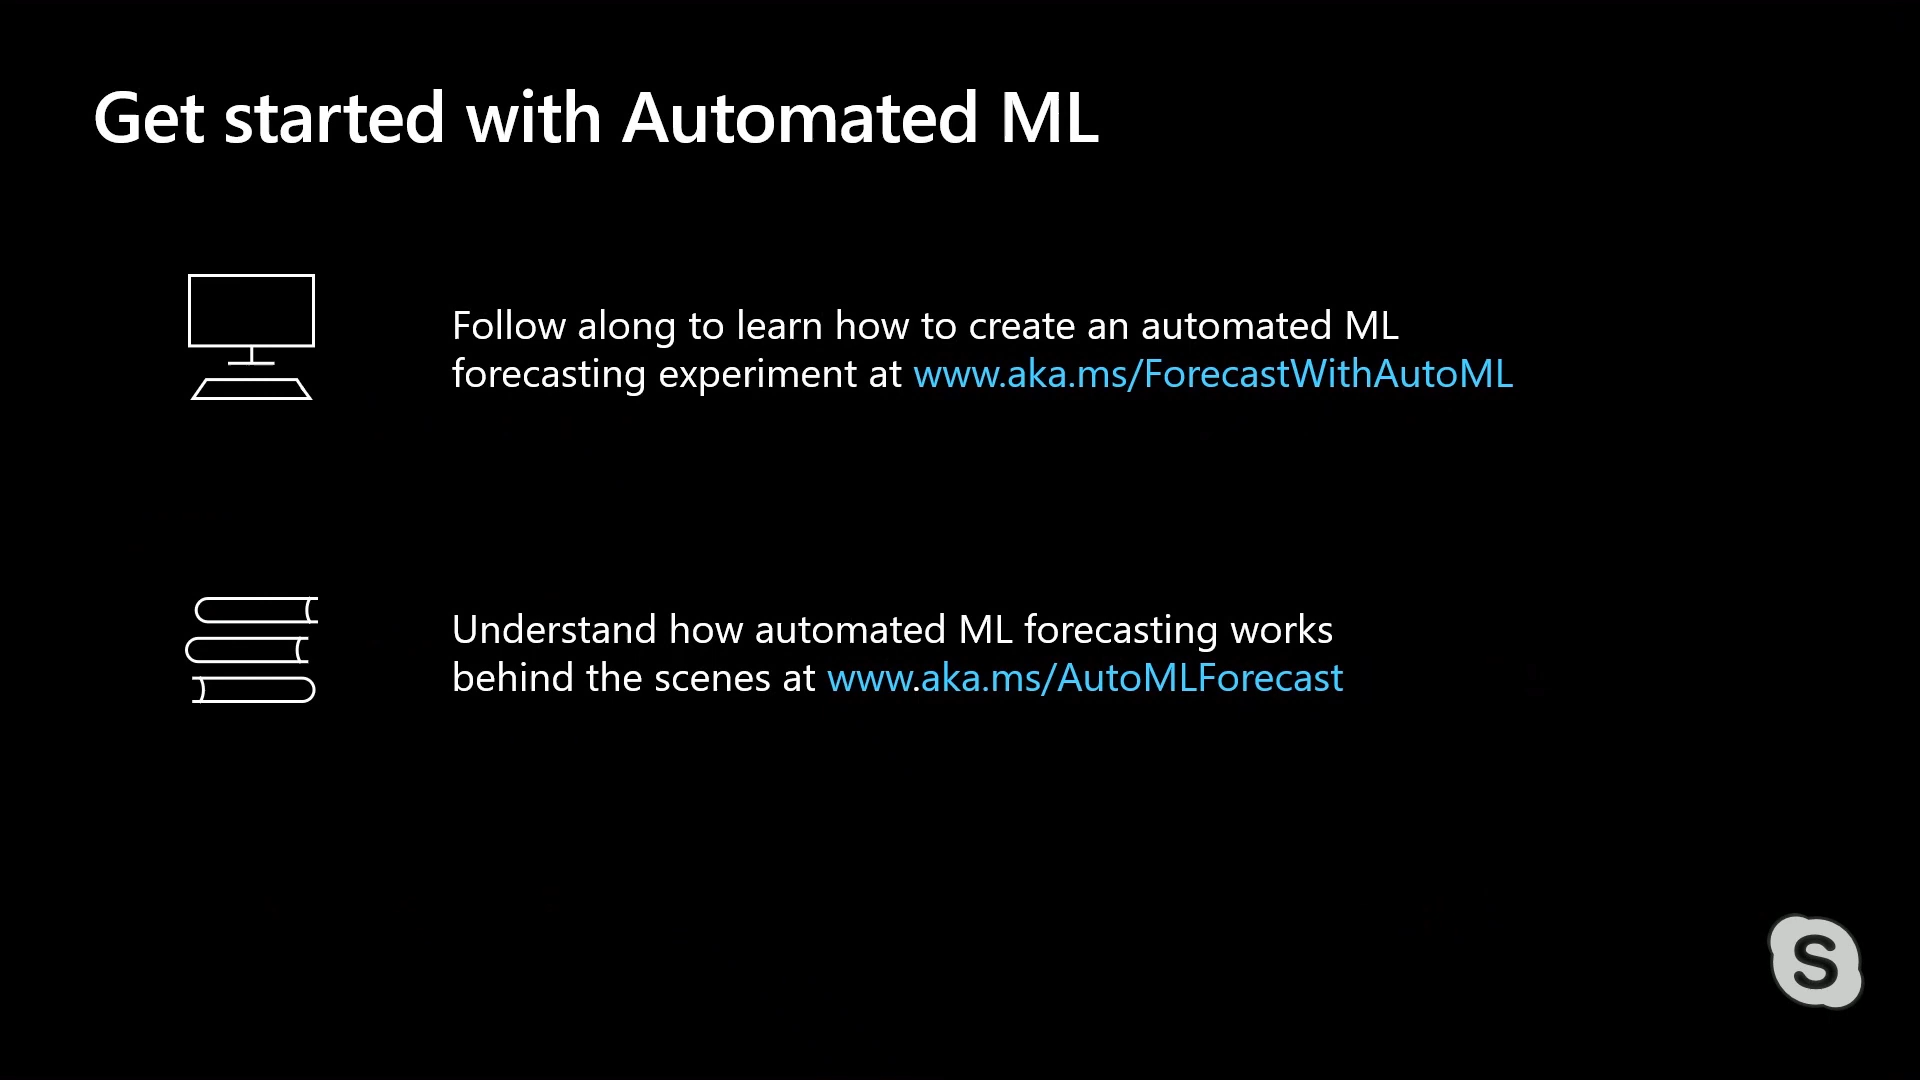 Get started with Automated ML
Follow along to learn how to create an automated ML
forecasting experiment at www.aka.ms/ForecastWithAutoML
Understand how automated ML forecasting works
behind the scenes at www.aka.ms/AutoMLForecast
S